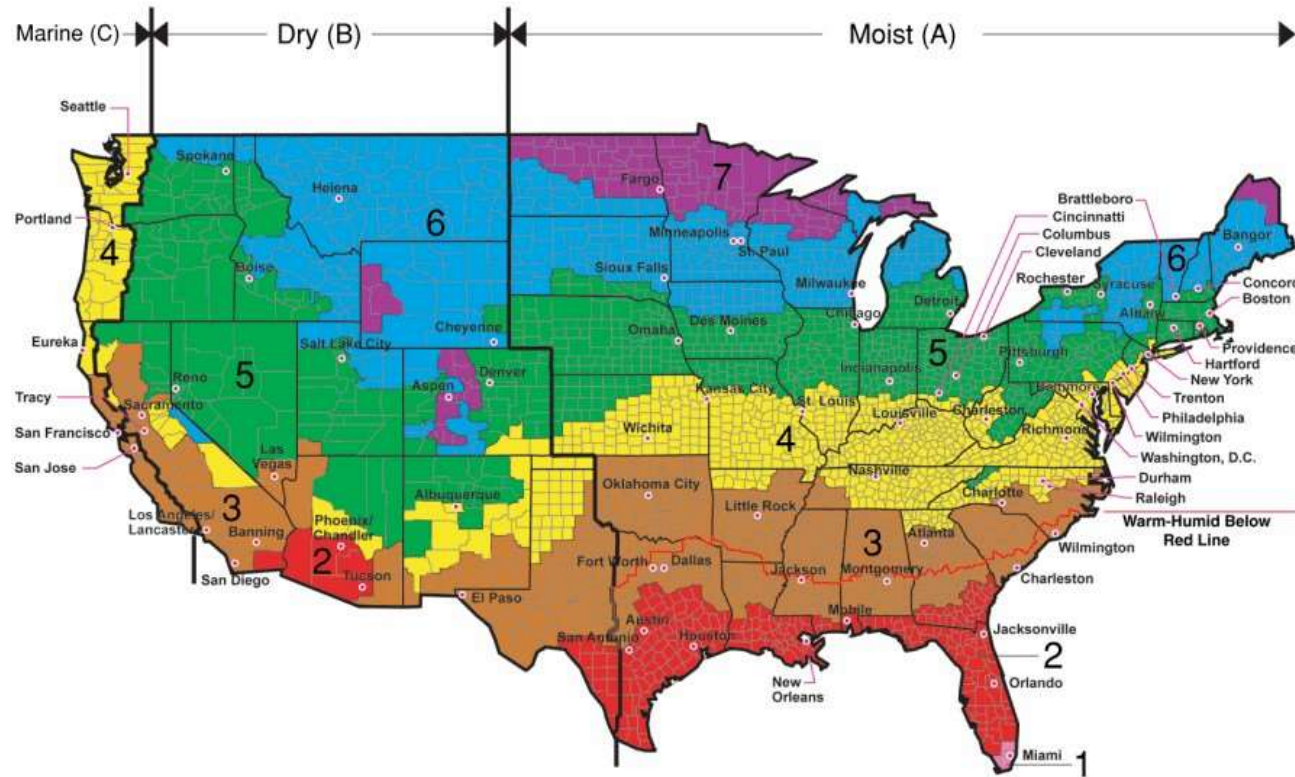 Marine (C)
Dry (B)
Moist (A)
Seattle
Spokane
Helena
6
Fargo
7
Brattleboro
Cincinnatti
Columbus
Cleveland
Portland
4
Minneapolis
St. Paul
6
Bangor
Boise
Sioux Falls
Milwaukee
Rochester
Syracuse
Concord
Detroit
Albany
Boston
Eureka
Cheyenne
Omaha
Des Moines
Chicago
Salt Lake City
Pittsburgh
Providence
5
5
Hartford
Reno
Aspen
Denver
Indianapolis
New York
Tracy
Kansas City
St. Louis
Baltimore
Trenton
Sacramento
Louisville
Charleston
Philadelphia
San Francisco
Wichita
4
Richmond
Wilmington
San Jose
Las
Vegas
Washington, D.C.
Nashville
Durham
Albuquerque
Oklahoma City
Charlotte
Raleigh
3
Little Rock
Los Angeles/
Lancaster
Banning
Phoenix/
Chandler
3
Atlanta
Warm-Humid Below
Red Line
2
Fort Worth
Dallas
Jackson
Montgomery
Wilmington
San Diego
Tucson
El Paso
Charleston
Mobile
Austin
San Antonio
Houston
Jacksonville
2
New
Orleans
Orlando
Miami
1